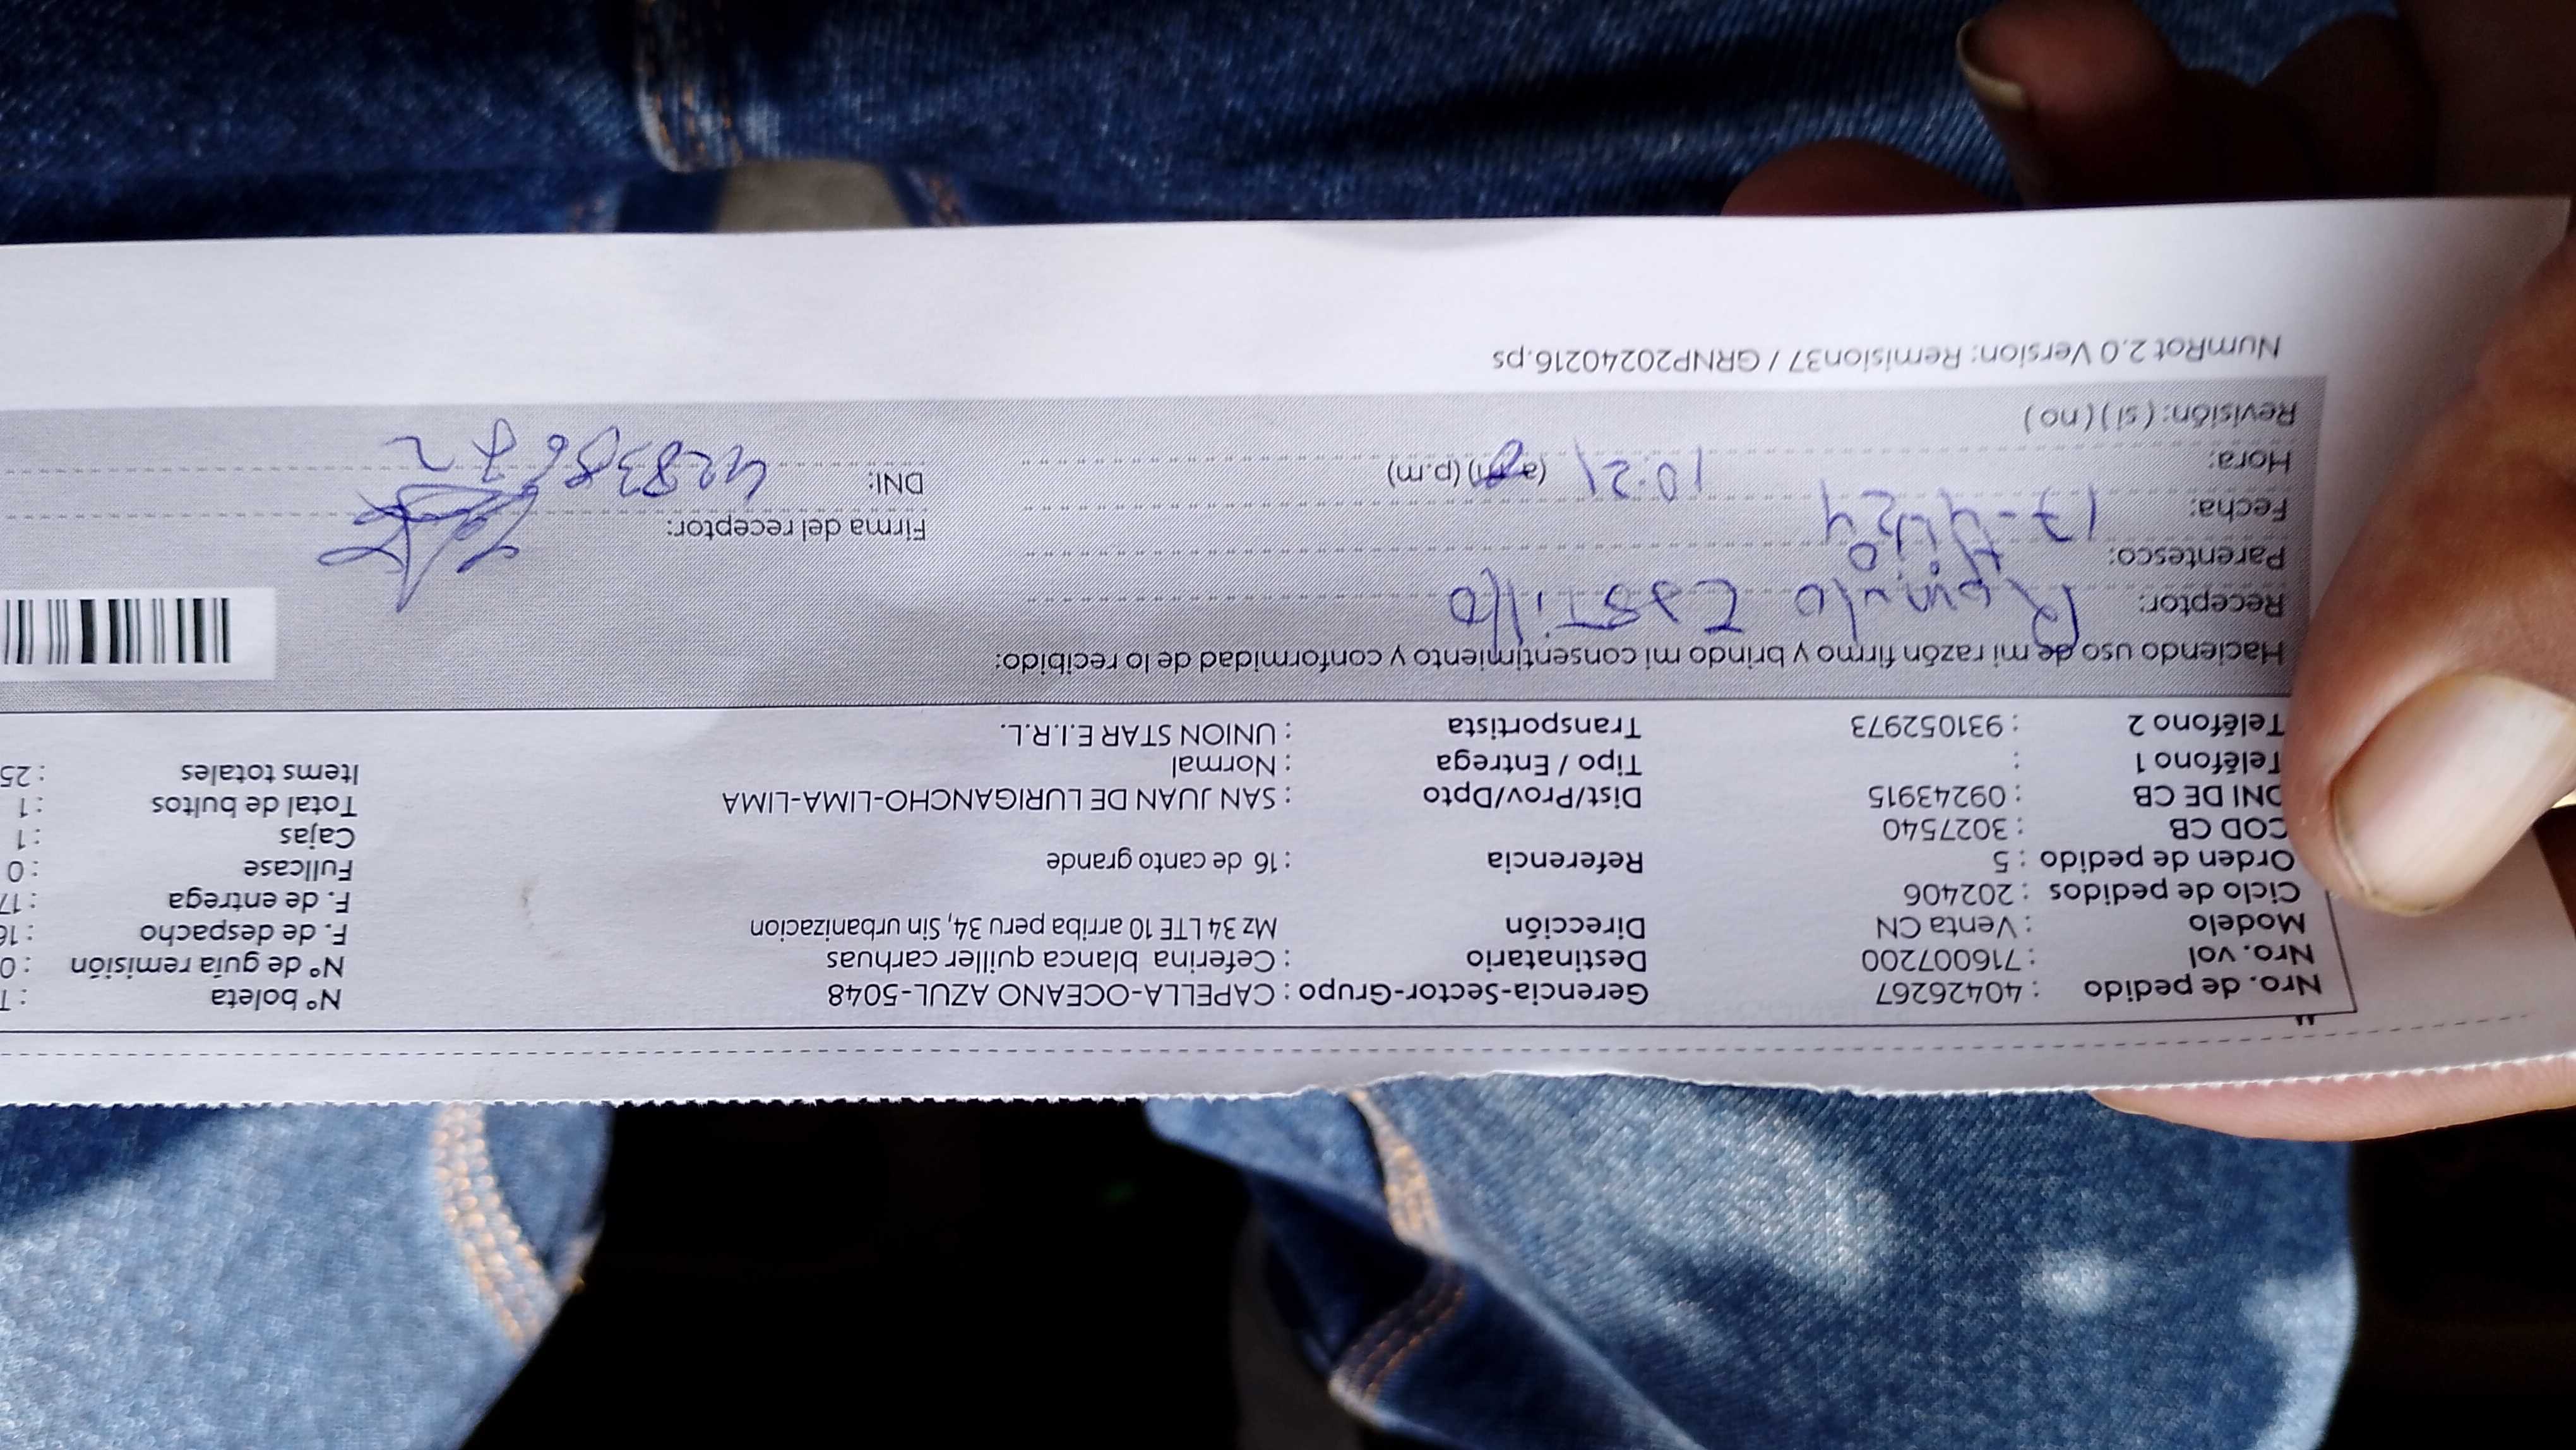 Nro. de pedido : 40426267 Gerencia-Sector-Grupo : CAPELLA-OCEANO AZUL-5048 Nº boleta : T
Nro. vol : 716007200 Destinatario : Ceferina blanca quiller carhuas Nº de guía remisión : 0
Modelo : Venta CN Dirección Mz 34 LTE 10 arriba peru 34, Sin urbanizacion F. de despacho : 16
Ciclo de pedidos : 202406 F. de entrega : 17
Orden de pedido : 5 Referencia : 16 de canto grande Fullcase : 0
COD CB : 3027540 Cajas : 1
DNI DE CB : 09243915 Dist/Prov/Dpto : SAN JUAN DE LURIGANCHO-LIMA-LIMA Total de bultos : 1
Teléfono 1 : Tipo / Entrega : Normal Items totales : 25
Teléfono 2 : 931052973 Transportista : UNION STAR E.I.R.L.
Haciendo uso de mi razón firmo y brindo mi consentimiento y conformidad de lo recibido:
Receptor: Romulo Castillo
Parentesco: Hijo Firma del receptor:
Fecha: 17-4-24
Hora: 10:21 (a.m) (p.m) DNI:
Revisión: ( si ) ( no )
NumRot 2.0 Version: Remision37 / GRNP20240216.ps